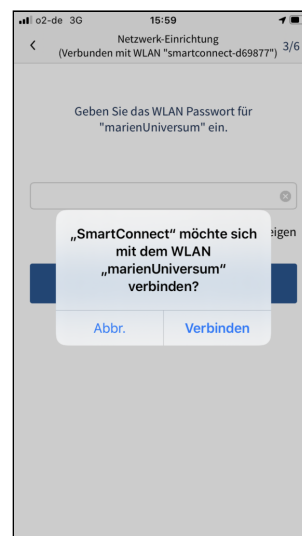 o2-de 3G 15:59
Netzwerk-Einrichtung
(Verbunden mit WLAN "smartconnect-d69877")
3/6
Geben Sie das WLAN Passwort für
"marienUniversum" ein.
eigen
„SmartConnect“ möchte sich
mit dem WLAN
„marienUniversum“
verbinden?
Abbr. Verbinden